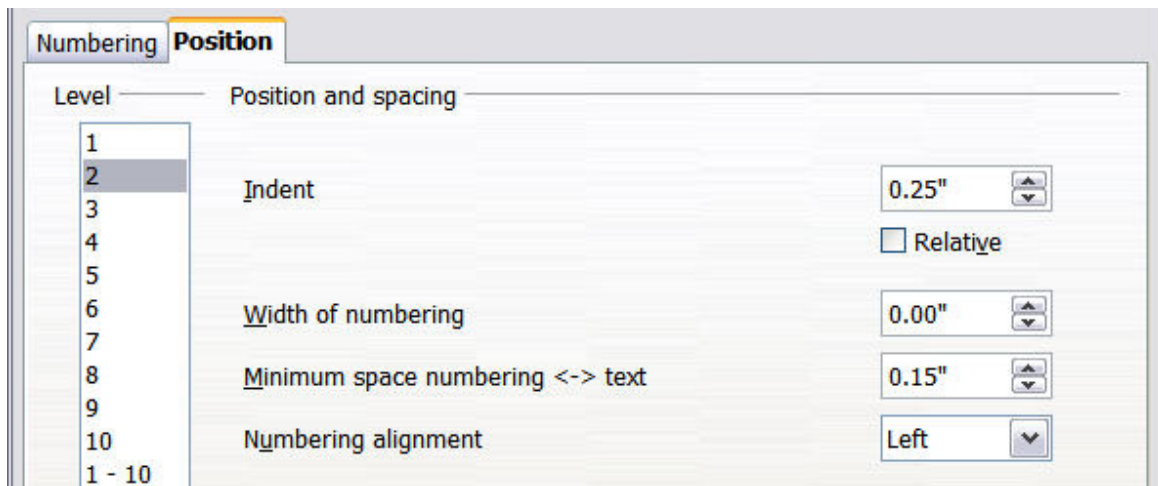 Numbering Position
Level Position and spacing
1
2
Indent 0.25"
3
4
Relative
5
6
Width of numbering 0.00"
7
8
Minimum space numbering <-> text 0.15"
9
10
Numbering alignment Left
1 - 10